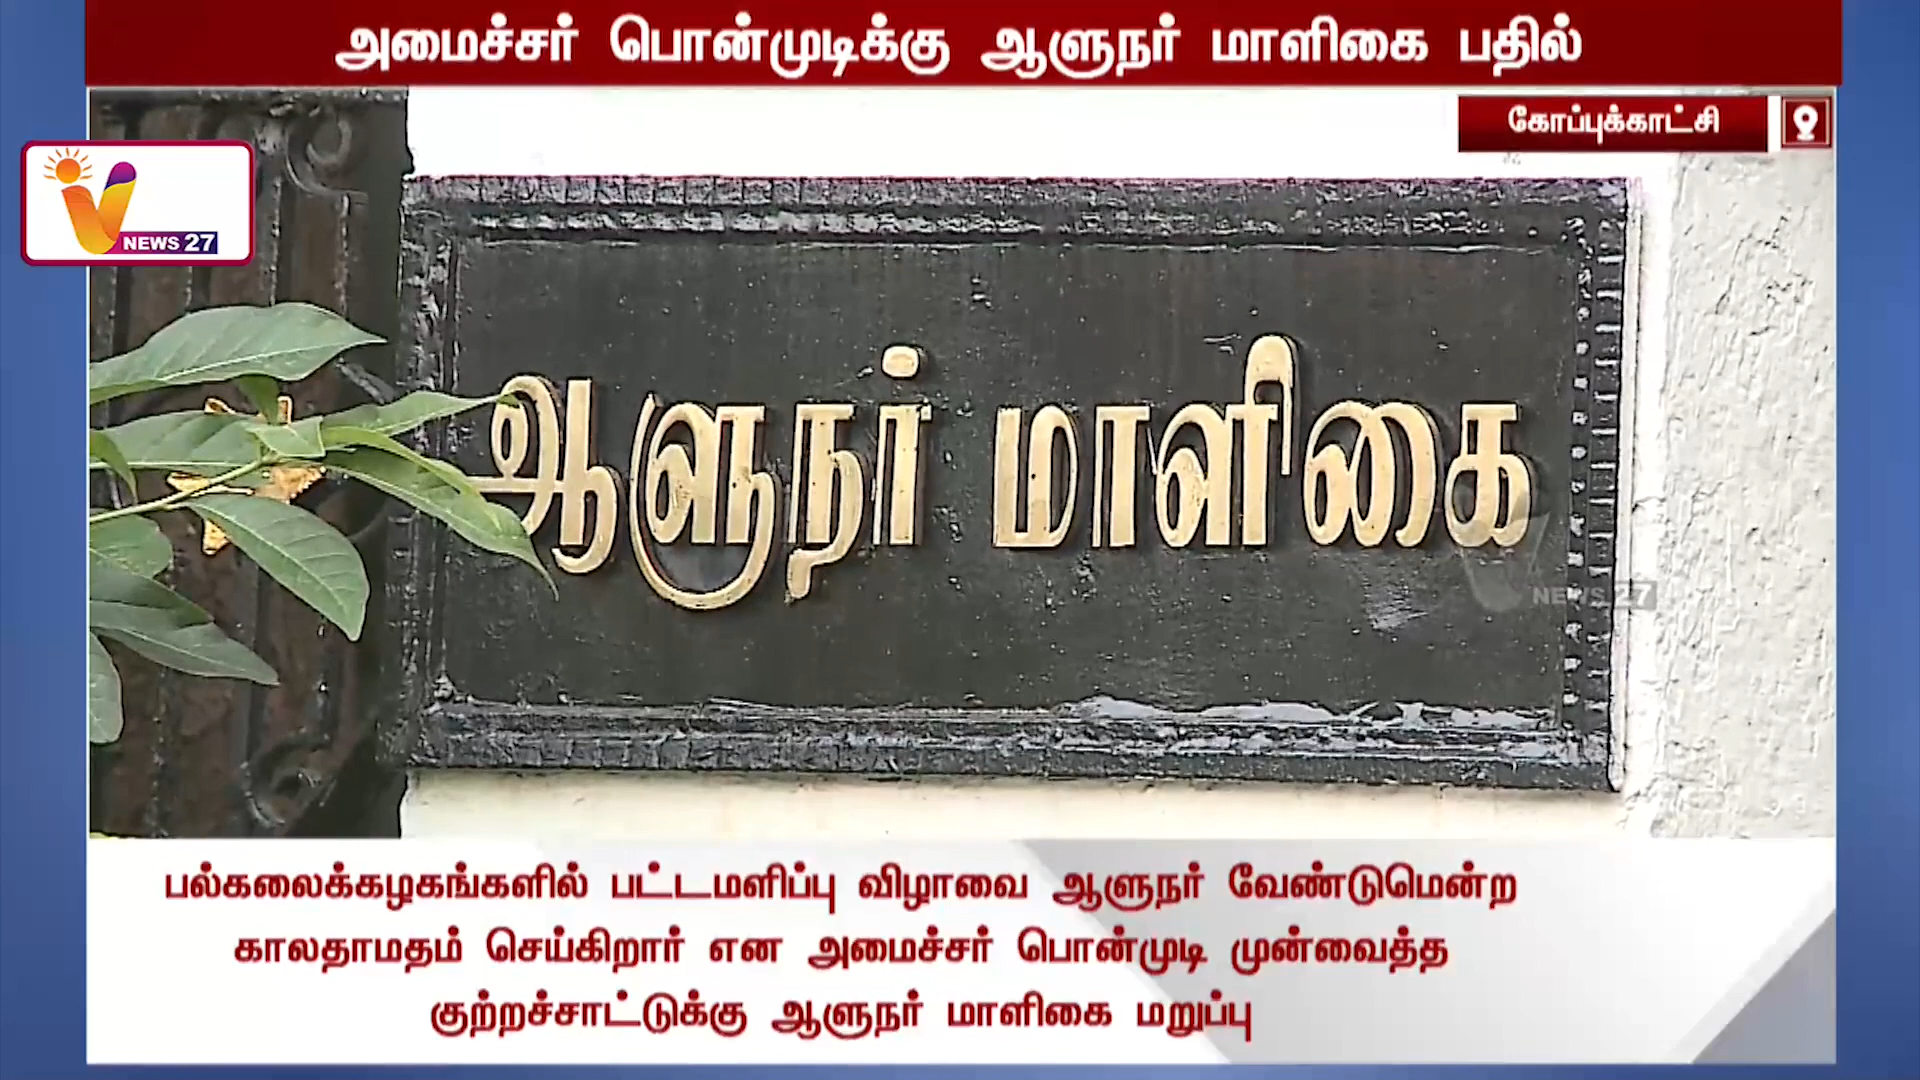 அமைச்சர் பொன்முடிக்கு ஆளுநர் மாளிகை பதில்
கோப்புக்காட்சி
NEWS 27
ஆளுநர் மாளிகை
NEWS 27
பல்கலைக்கழகங்களில் பட்டமளிப்பு விழாவை ஆளுநர் வேண்டுமென்ற
காலதாமதம் செய்கிறார் என அமைச்சர் பொன்முடி முன்வைத்த
குற்றச்சாட்டுக்கு ஆளுநர் மாளிகை மறுப்பு